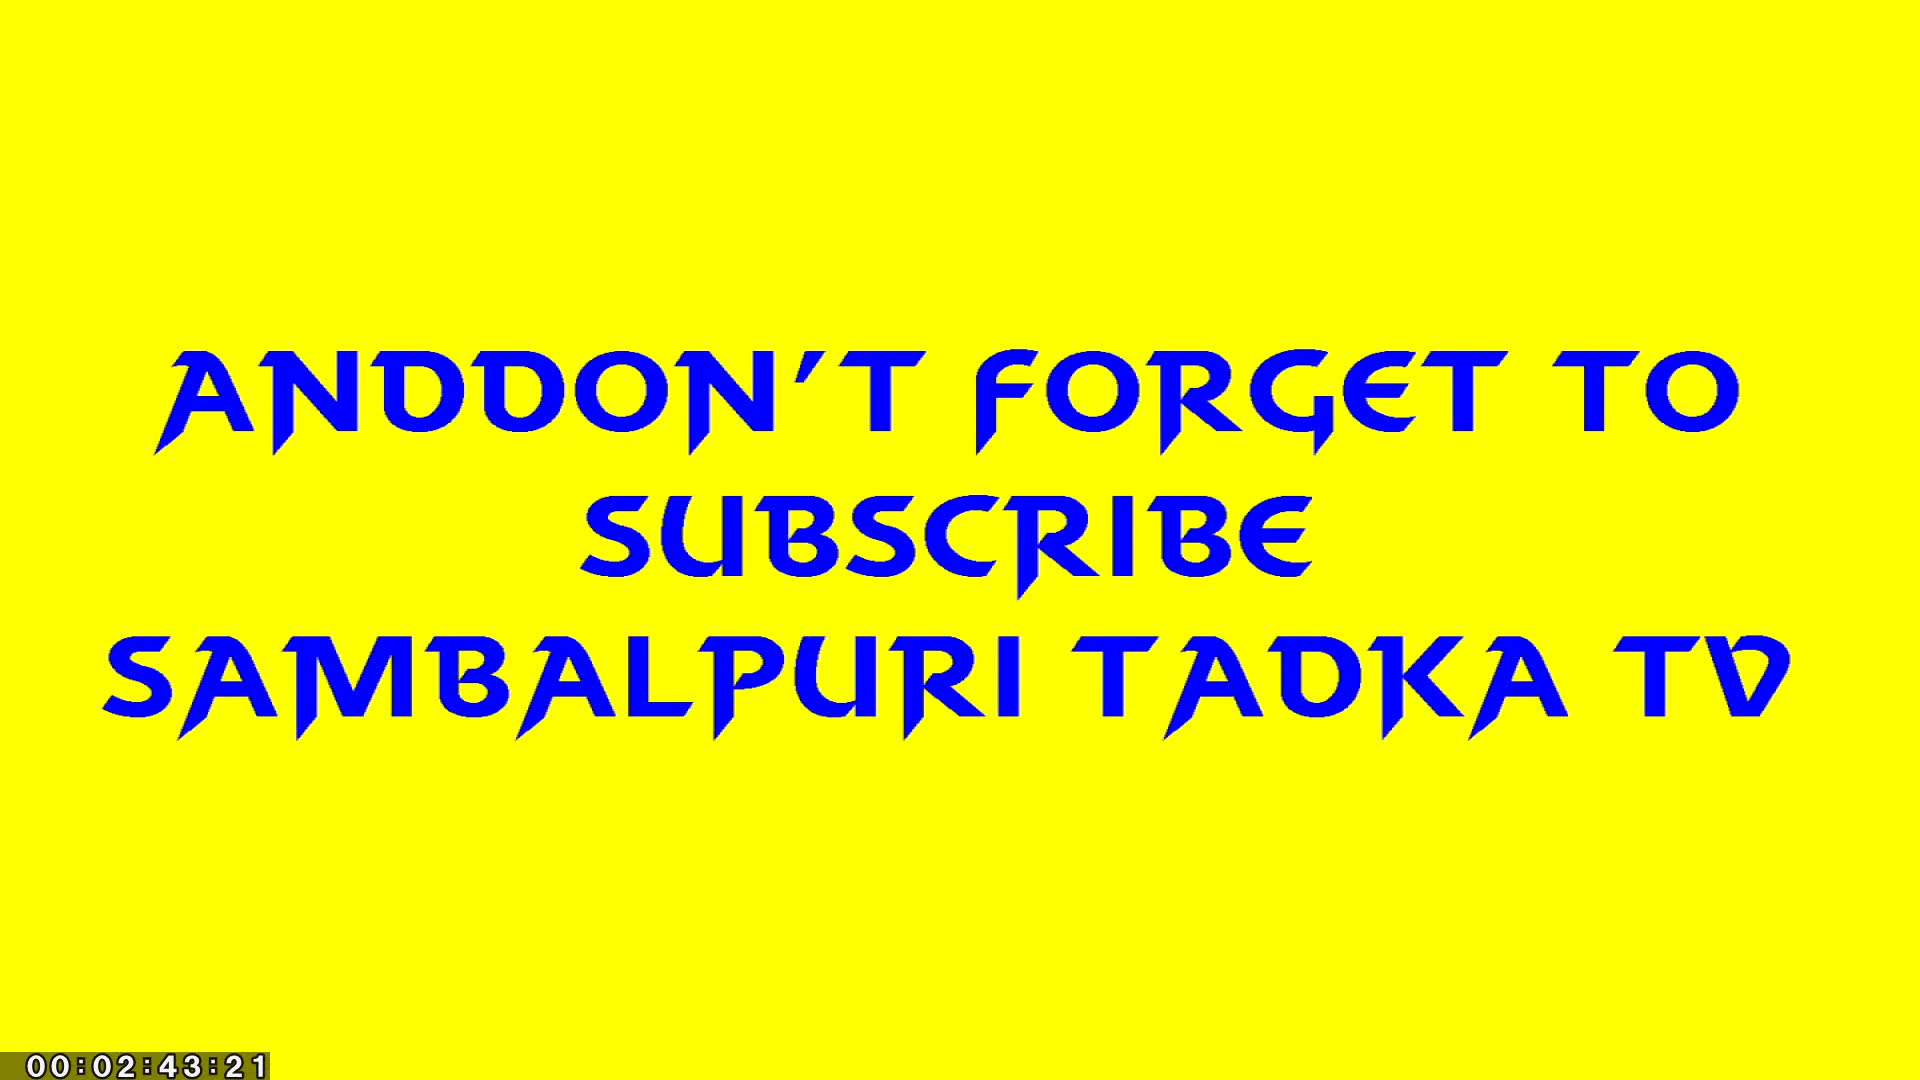 ANDDON'T FORGET TO
SUBSCRIBE
SAMBALPURI TADKA TV
00:02:43:21